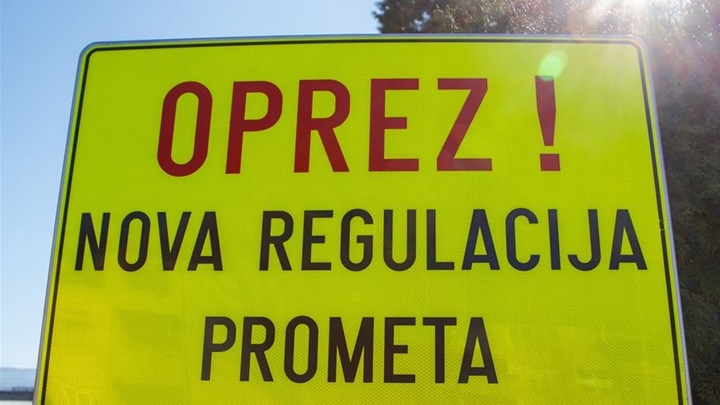 OPREZ !
NOVA REGULACIJA
PROMETA